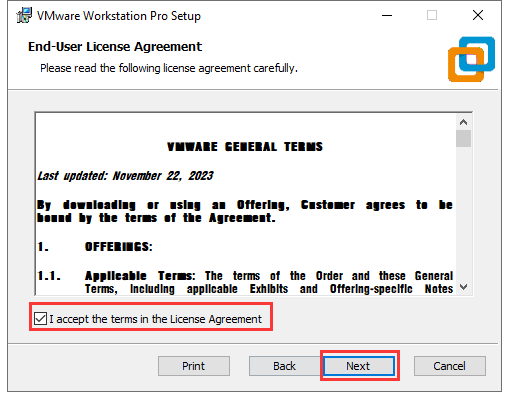 VMware Workstation Pro Setup
End-User License Agreement
Please read the following license agreement carefully.
VMWARE GENERAL TERMS
Last updated: November 22, 2023
By downloading or using an Offering, Customer agrees to be
bound by the terms of the Agreement.
1. OFFERINGS:
1.1. Applicable Terms: The terms of the Order and these General
Terms, including applicable Exhibits and Offering-specific Notes
I accept the terms in the License Agreement
Print Back Next Cancel